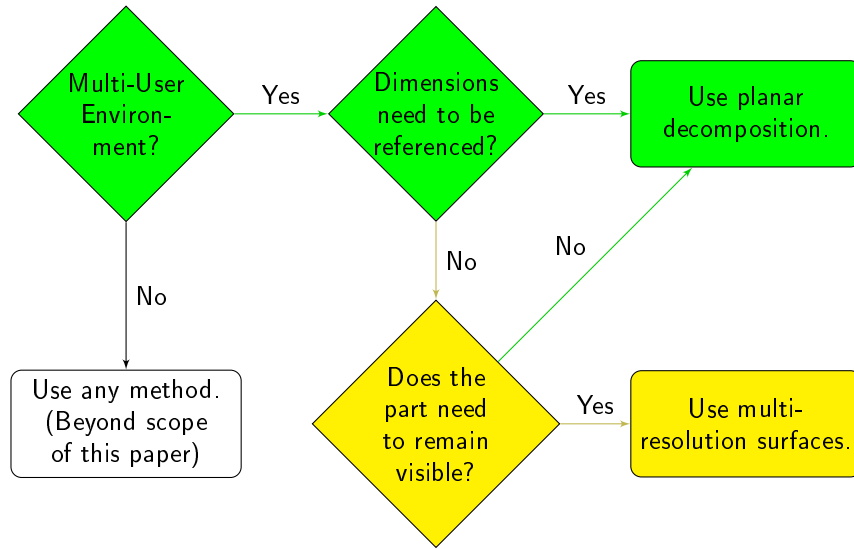 Multi-User
Environ-
ment?
Yes
Dimensions
need to be
referenced?
Yes
Use planar
decomposition.
No
No
No
Use any method.
(Beyond scope
of this paper)
Does the
part need
to remain
visible?
Yes
Use multi-
resolution surfaces.